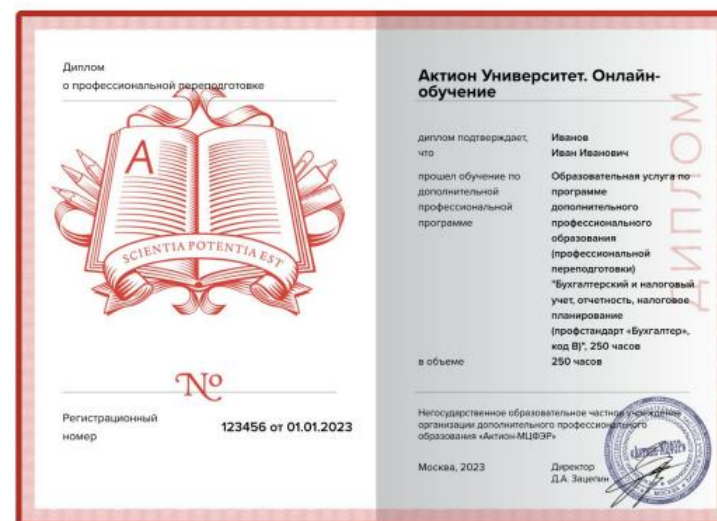 Диплом
о профессиональной переподготовке
A
SCIENTIA POTENTIA EST
№
Регистрационный
номер
123456 от 01.01.2023
Актион Университет. Онлайн-
обучение
диплом подтверждает,
что
Иванов
Иван Иванович
прошел обучение по
дополнительной
профессиональной
программе
Образовательная услуга по
программе
дополнительного
профессионального
образования
(профессиональной
переподготовки)
"Бухгалтерский и налоговый
учет, отчетность, налоговое
планирование
(профстандарт «Бухгалтер»,
код В)", 250 часов
в объеме
250 часов
Негосударственное образовательное частное учреждение
организации дополнительного профессионального
образования «Актион-МЦФЭР»
Москва, 2023
Директор
Д.А. Зацепин
«Актион-МЦФЭР»
МОСКВА
ДИПЛОМ